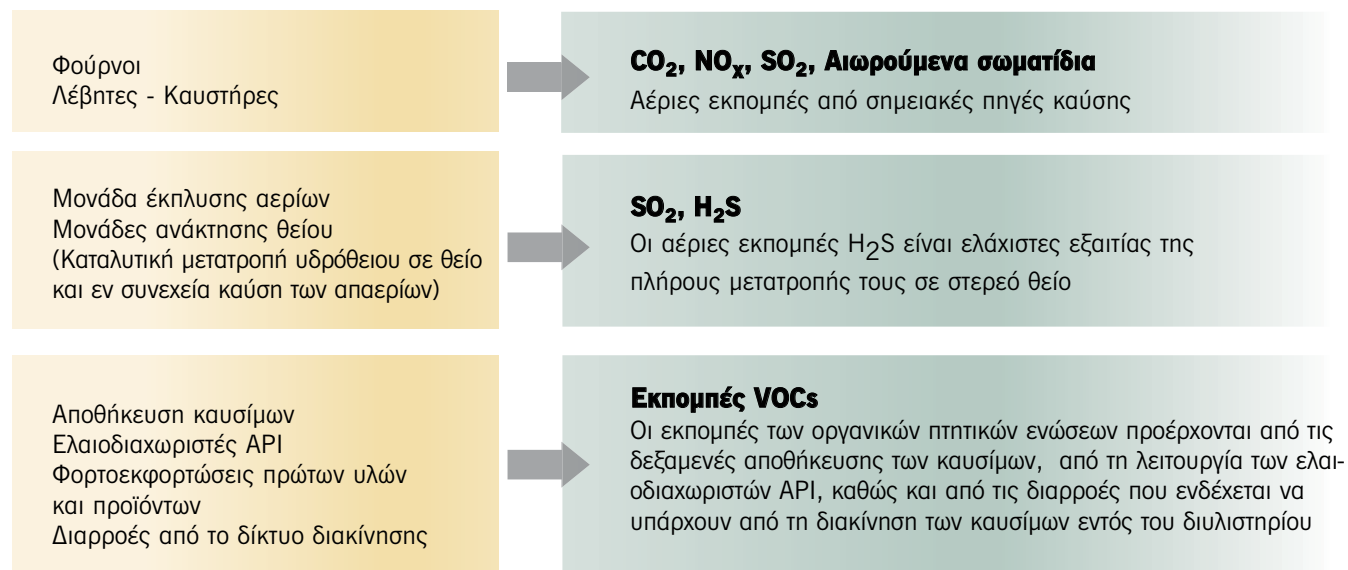 Φούρνοι
Λέβητες - Καυστήρες
CO₂, NOₓ, SO₂, Αιωρούμενα σωματίδια
Αέριες εκπομπές από σημειακές πηγές καύσης
Μονάδα έκπλυσης αερίων
Μονάδες ανάκτησης θείου
(Καταλυτική μετατροπή υδρόθειου σε θείο
και εν συνεχεία καύση των απαερίων)
SO₂, H₂S
Οι αέριες εκπομπές H₂S είναι ελάχιστες εξαιτίας της
πλήρους μετατροπής τους σε στερεό θείο
Αποθήκευση καυσίμων
Ελαιοδιαχωριστές API
Φορτοεκφορτώσεις πρώτων υλών
και προϊόντων
Διαρροές από το δίκτυο διακίνησης
Εκπομπές VOCs
Οι εκπομπές των οργανικών πτητικών ενώσεων προέρχονται από τις
δεξαμενές αποθήκευσης των καυσίμων, από τη λειτουργία των ελαι-
οδιαχωριστών API, καθώς και από τις διαρροές που ενδέχεται να
υπάρχουν από τη διακίνηση των καυσίμων εντός του διυλιστηρίου